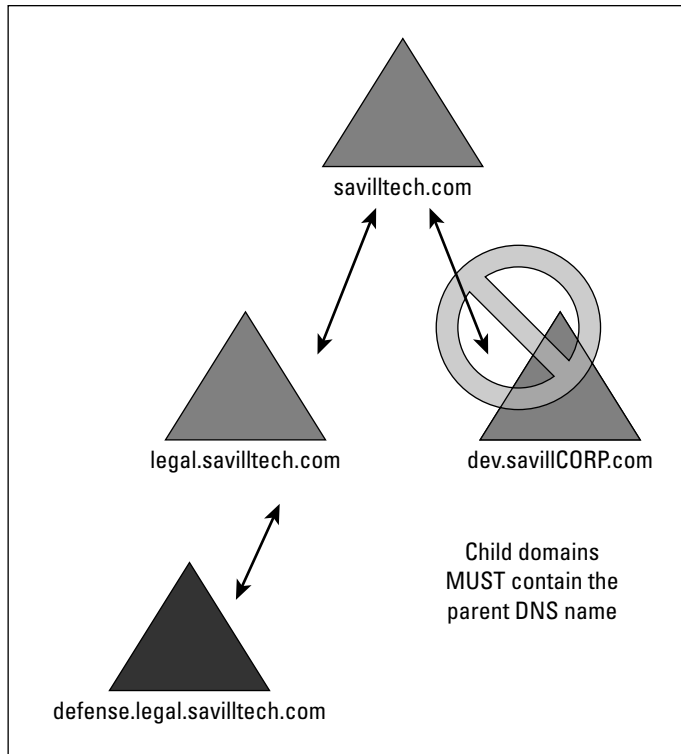 savilltech.com
legal.savilltech.com
dev.savillCORP.com
Child domains
MUST contain the
parent DNS name
defense.legal.savilltech.com